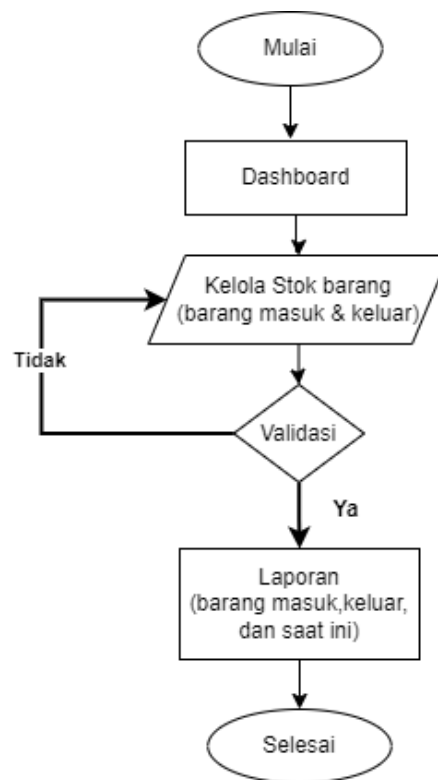 Mulai
Dashboard
Kelola Stok barang
(barang masuk & keluar)
Tidak
Validasi
Ya
Laporan
(barang masuk,keluar,
dan saat ini)
Selesai